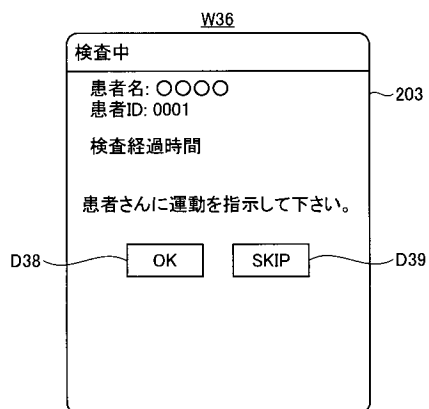 W36
検査中
患者名: 〇〇〇〇
患者ID: 0001
203
検査経過時間
患者さんに運動を指示して下さい。
D38
OK
SKIP
D39